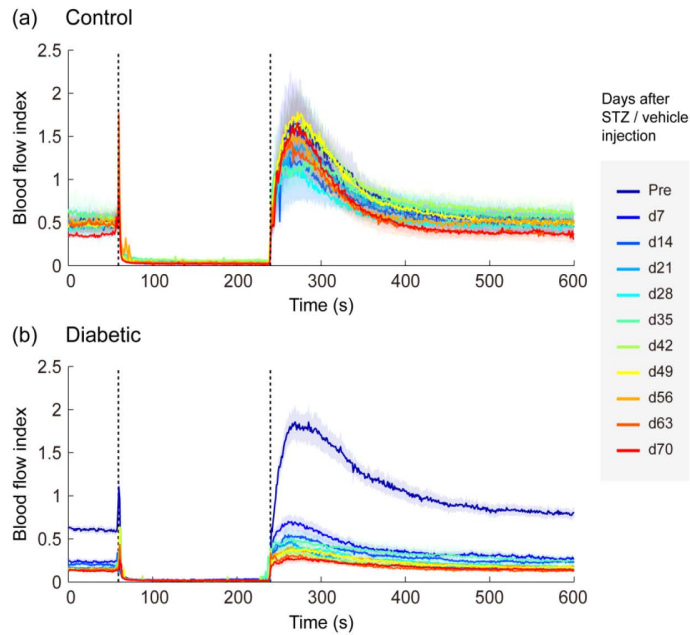 (a) Control
2.5
2
1.5
1
0.5
0
Blood flow index
0 100 200 300 400 500 600
Time (s)
(b) Diabetic
2.5
2
1.5
1
0.5
0
Blood flow index
0 100 200 300 400 500 600
Time (s)
Days after
STZ / vehicle
injection
Pre
d7
d14
d21
d28
d35
d42
d49
d56
d63
d70